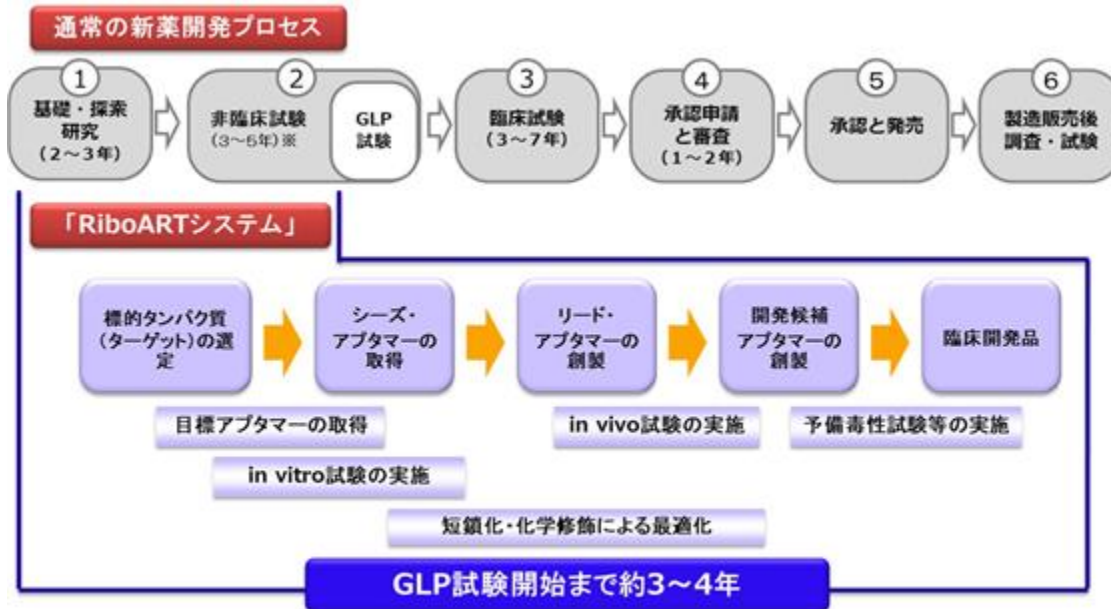 通常の新薬開発プロセス
1
基礎・探索
研究
(2～3年)
2
非臨床試験
(3～5年)※
GLP
試験
3
臨床試験
(3～7年)
4
承認申請
と審査
(1～2年)
5
承認と発売
6
製造販売後
調査・試験
「RiboARTシステム」
標的タンパク質
(ターゲット)の選
定
シーズ・
アプタマーの
取得
リード・
アプタマーの
創製
開発候補
アプタマーの
創製
臨床開発品
目標アプタマーの取得
in vivo試験の実施
予備毒性試験等の実施
in vitro試験の実施
短鎖化・化学修飾による最適化
GLP試験開始まで約3～4年